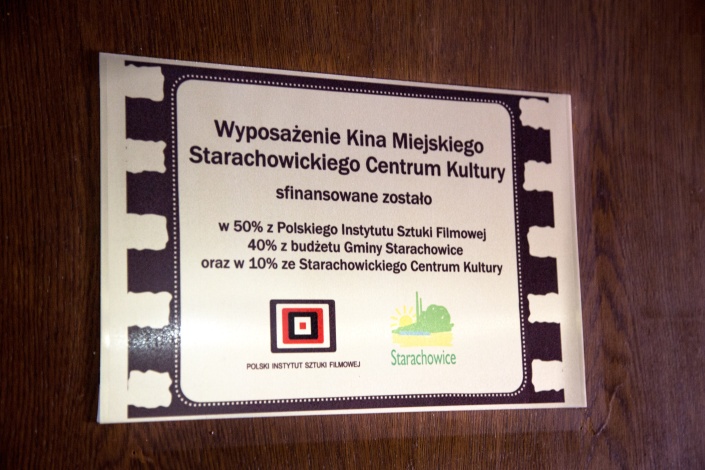 Wyposażenie Kina Miejskiego
Starachowickiego Centrum Kultury
sfinansowane zostało
w 50% z Polskiego Instytutu Sztuki Filmowej
40% z budżetu Gminy Starachowice
oraz w 10% ze Starachowickiego Centrum Kultury
POLSKI INSTYTUT SZTUKI FILMOWEJ
Starachowice